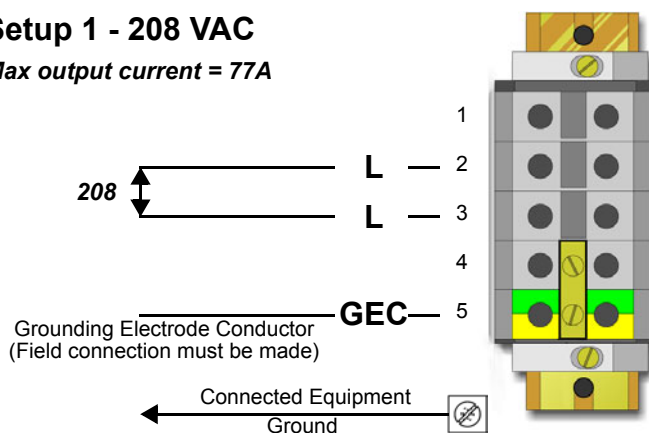 Setup 1 - 208 VAC
Max output current = 77A
1
L 2
208
L 3
4
GEC 5
Grounding Electrode Conductor
(Field connection must be made)
Connected Equipment
Ground